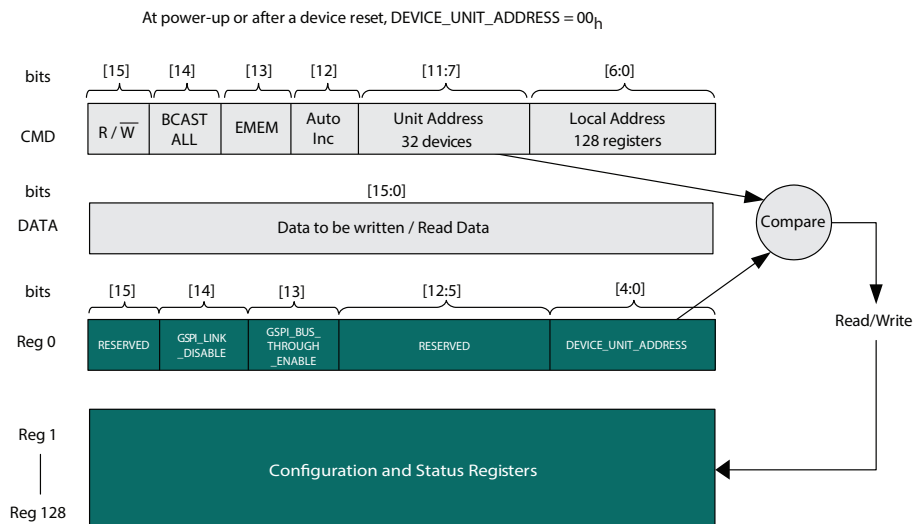 At power-up or after a device reset, DEVICE_UNIT_ADDRESS = 00h
bits [15] [14] [13] [12] [11:7] [6:0]
CMD
R / W
BCAST
ALL
EMEM
Auto
Inc
Unit Address
32 devices
Local Address
128 registers
bits [15:0]
DATA
Data to be written / Read Data
Compare
bits [15] [14] [13] [12:5] [4:0]
Reg 0
RESERVED
GSPI_LINK
_DISABLE
GSPI_BUS_
THROUGH
_ENABLE
RESERVED
DEVICE_UNIT_ADDRESS
Read/Write
Reg 1
Configuration and Status Registers
Reg 128